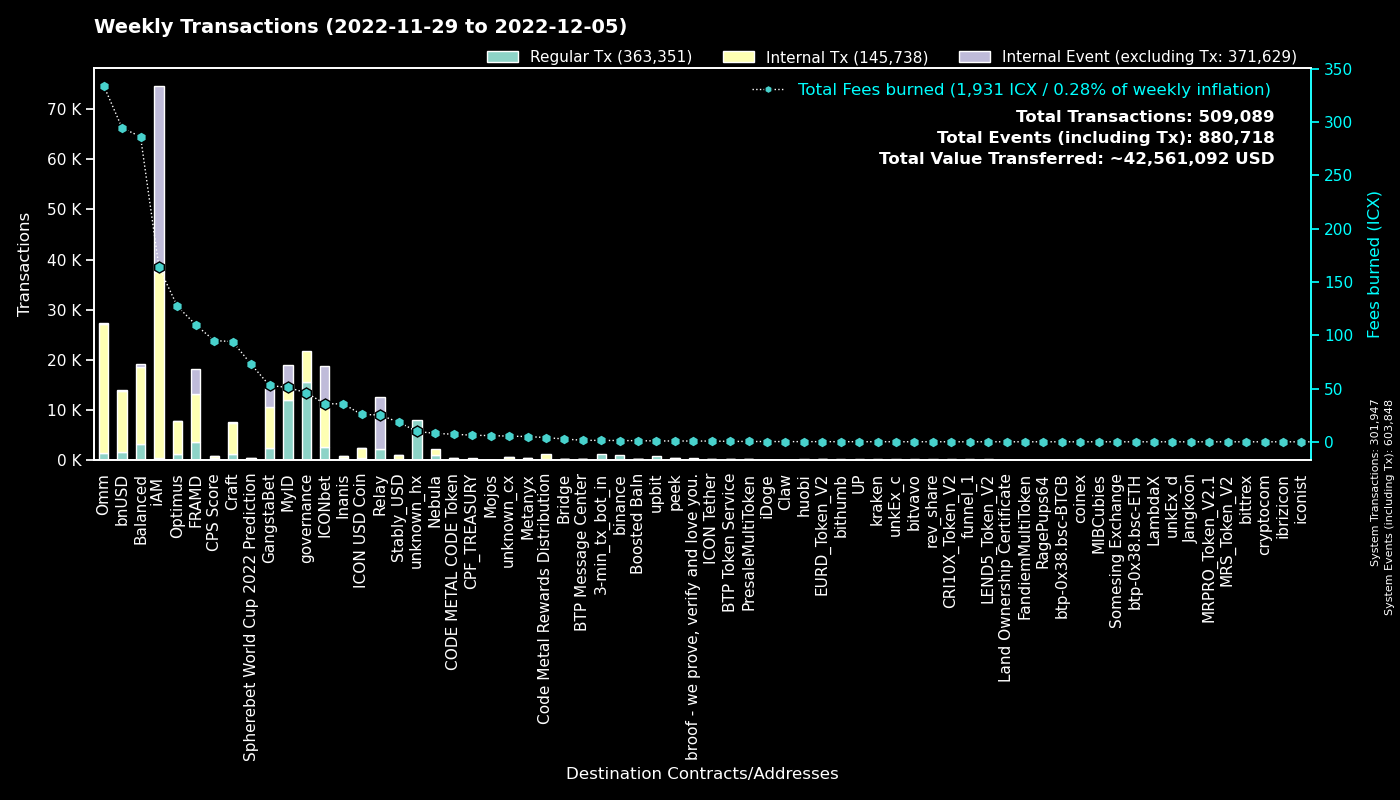 Weekly Transactions (2022-11-29 to 2022-12-05)
Regular Tx (363,351)
Internal Tx (145,738)
Internal Event (excluding Tx: 371,629)
Total Fees burned (1,931 ICX / 0.28% of weekly inflation)
Total Transactions: 509,089
Total Events (including Tx): 880,718
Total Value Transferred: ~42,561,092 USD
Transactions
70 K
60 K
50 K
40 K
30 K
20 K
10 K
0 K
350
300
250
200
150
100
50
0
Fees burned (ICX)
System Transactions: 301,947
System Events (including Tx): 603,848
Omm
bnUSD
Balanced
iAM
Optimus
FRAMD
CPS Score
Craft
Spherebet World Cup 2022 Prediction
GangstaBet
MyID
governance
ICONbet
Inanis
ICON USD Coin
Relay
Stably_USD
unknown_hx
Nebula
CODE METAL CODE Token
CPF_TREASURY
Mojos
unknown_cx
Metanyx
Code Metal Rewards Distribution
Bridge
BTP Message Center
3-min_tx_bot_in
binance
Boosted Baln
upbit
peek
broof - we prove, verify and love you.
ICON Tether
BTP Token Service
PresaleMultiToken
iDoge
Claw
huobi
EURD_Token_V2
bithumb
UP
kraken
unkEx_c
bitvavo
rev_share
CRI10X_Token_V2
funnel_1
LEND5_Token_V2
Land Ownership Certificate
FandiemMultiToken
RagePups64
btp-0x38.bsc-BTCB
coinex
MIBCubies
Somesing Exchange
btp-0x38.bsc-ETH
LambdaX
unkEx_d
Jangkoon
MRPRO_Token_V2.1
MRS_Token_V2
bittrex
cryptocom
ibrizicon
iconist
Destination Contracts/Addresses